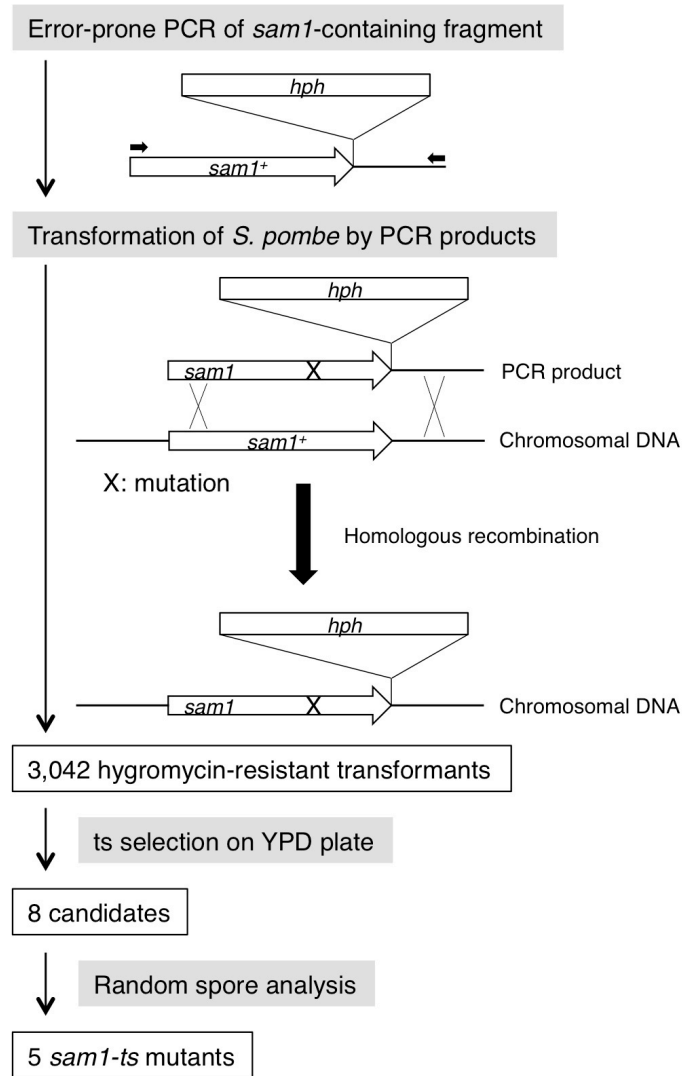 Error-prone PCR of sam1-containing fragment
hph
sam1⁺
Transformation of S. pombe by PCR products
hph
sam1 X
PCR product
sam1⁺
Chromosomal DNA
X: mutation
Homologous recombination
hph
sam1 X
Chromosomal DNA
3,042 hygromycin-resistant transformants
ts selection on YPD plate
8 candidates
Random spore analysis
5 sam1-ts mutants